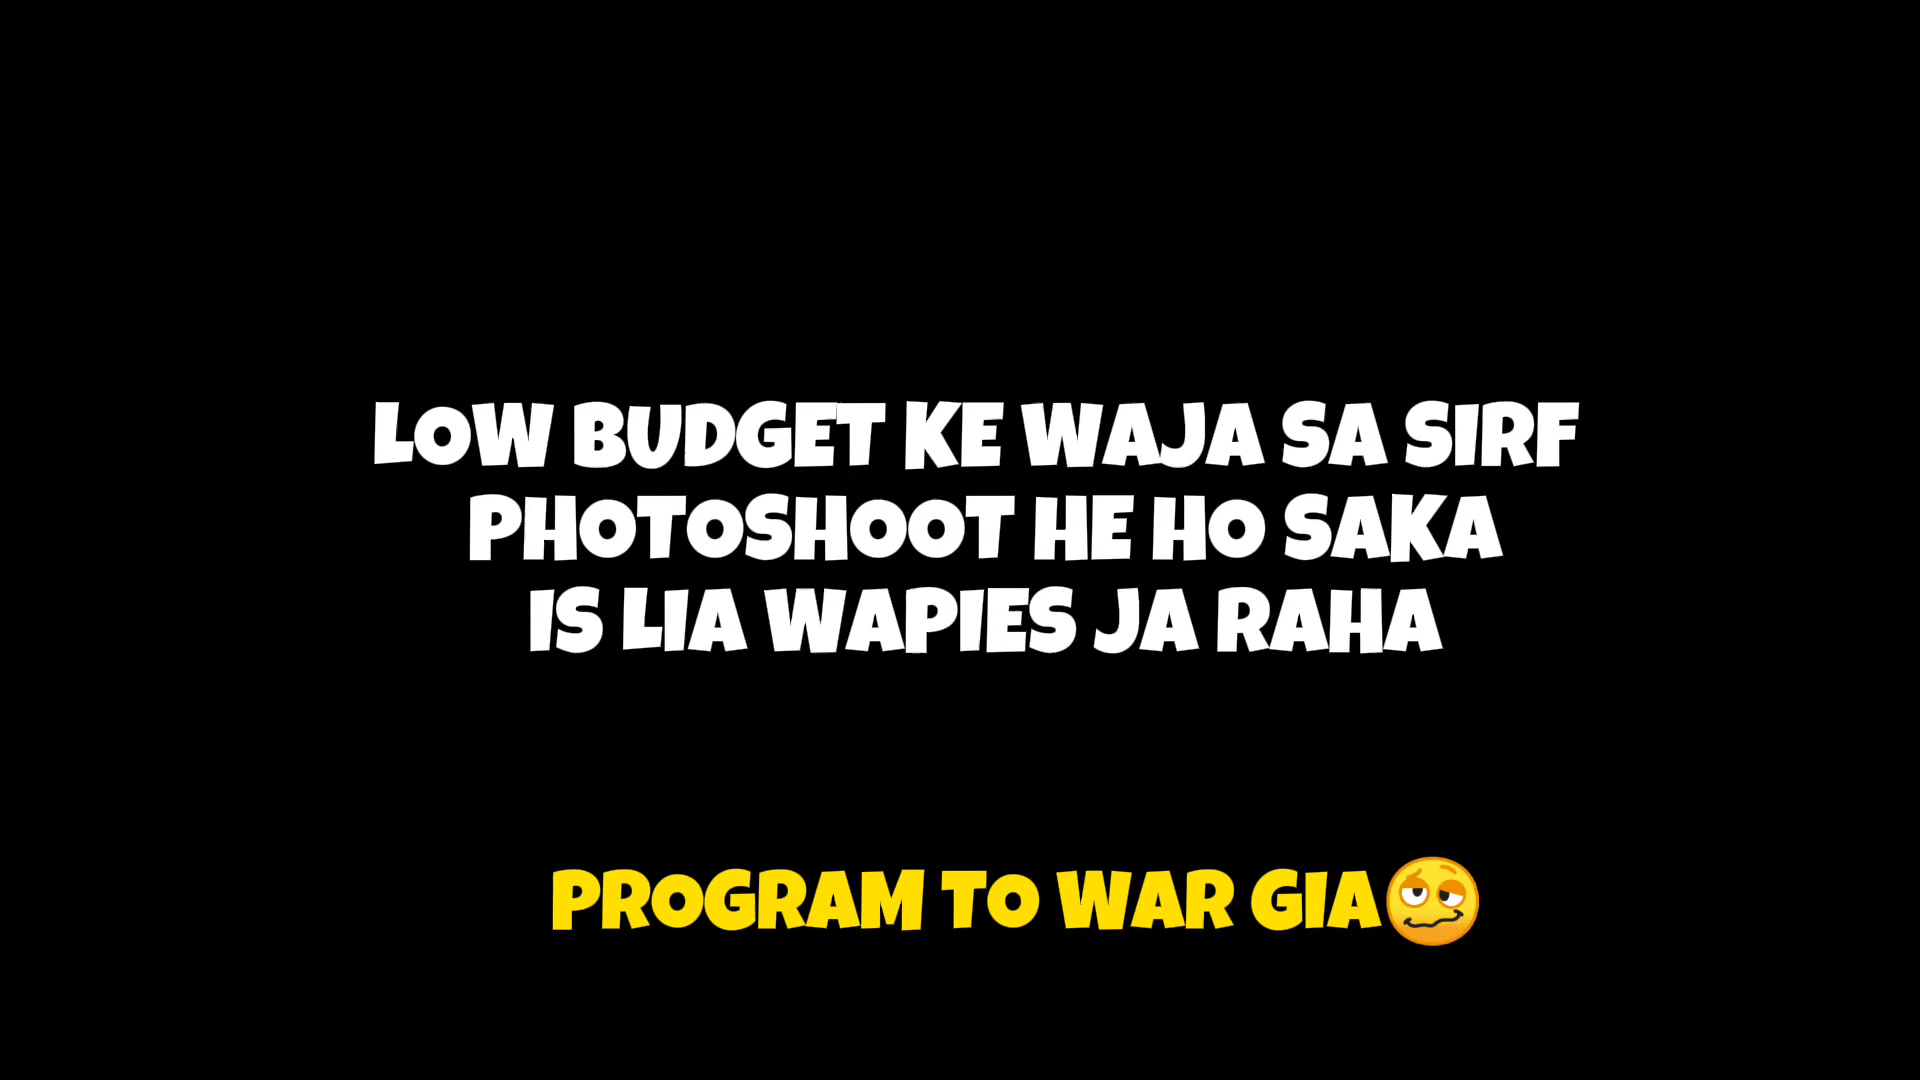 LOW BUDGET KE WAJA SA SIRF
PHOTOSHOOT HE HO SAKA
IS LIA WAPIES JA RAHA
PROGRAM TO WAR GIA🥴